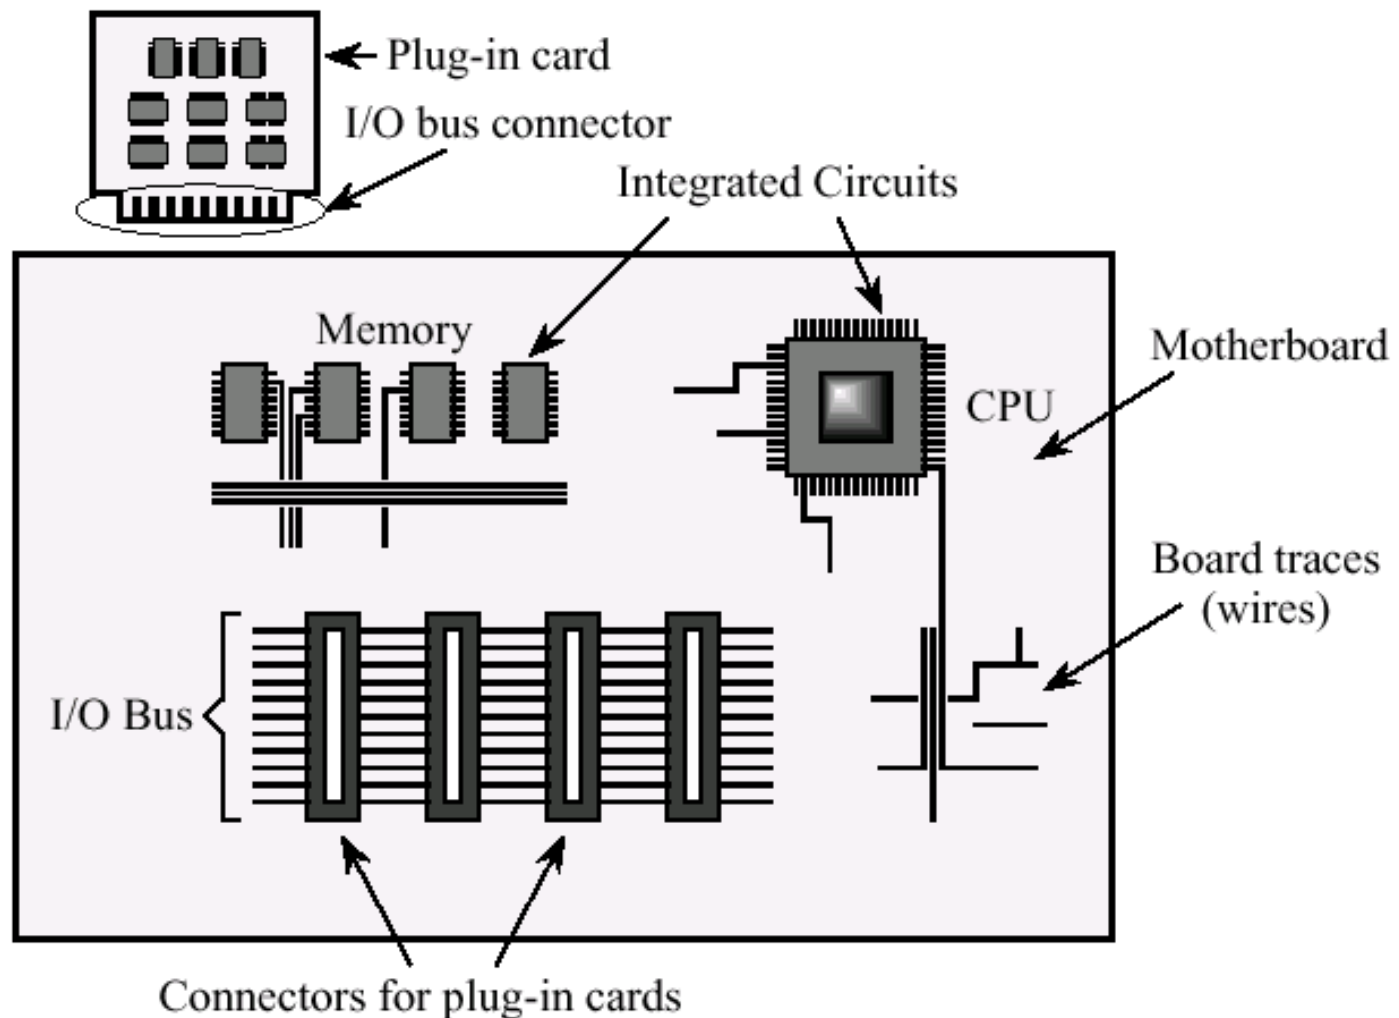 Plug-in card
I/O bus connector
Integrated Circuits
Memory
Motherboard
CPU
Board traces
(wires)
I/O Bus
Connectors for plug-in cards